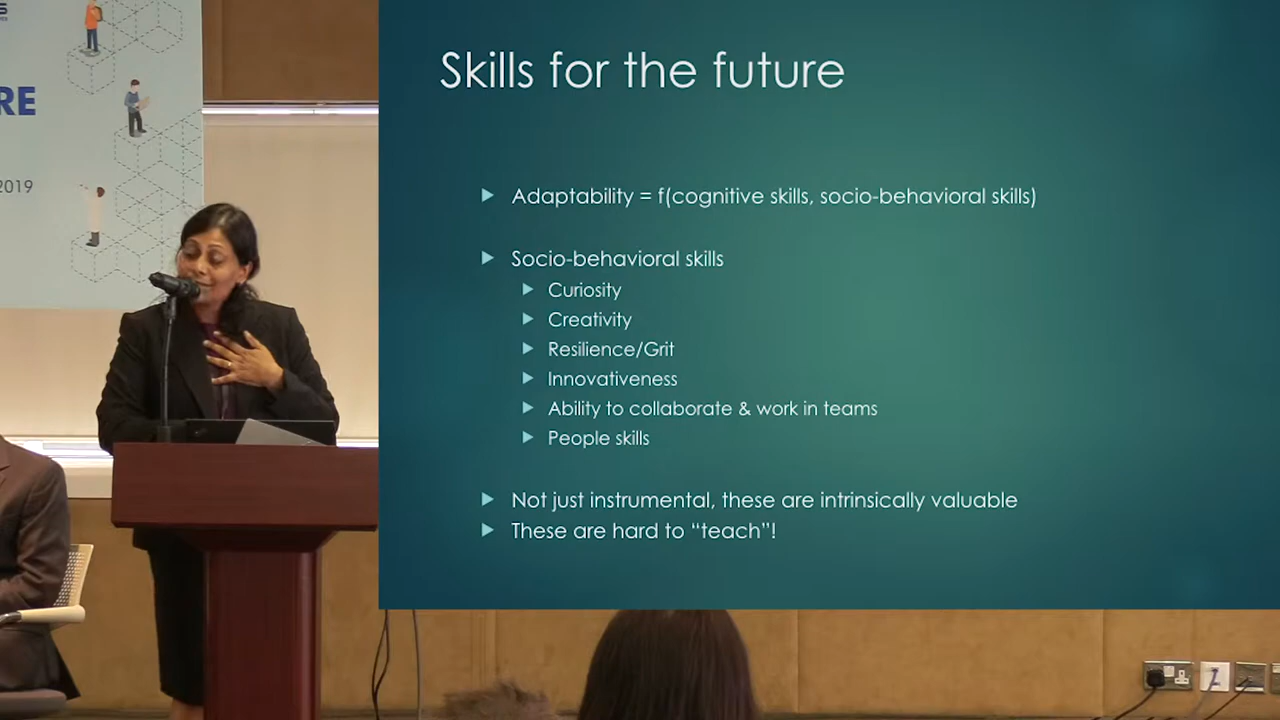 RE
2019
Skills for the future
Adaptability = f(cognitive skills, socio-behavioral skills)
Socio-behavioral skills
Curiosity
Creativity
Resilience/Grit
Innovativeness
Ability to collaborate & work in teams
People skills
Not just instrumental, these are intrinsically valuable
These are hard to “teach”!